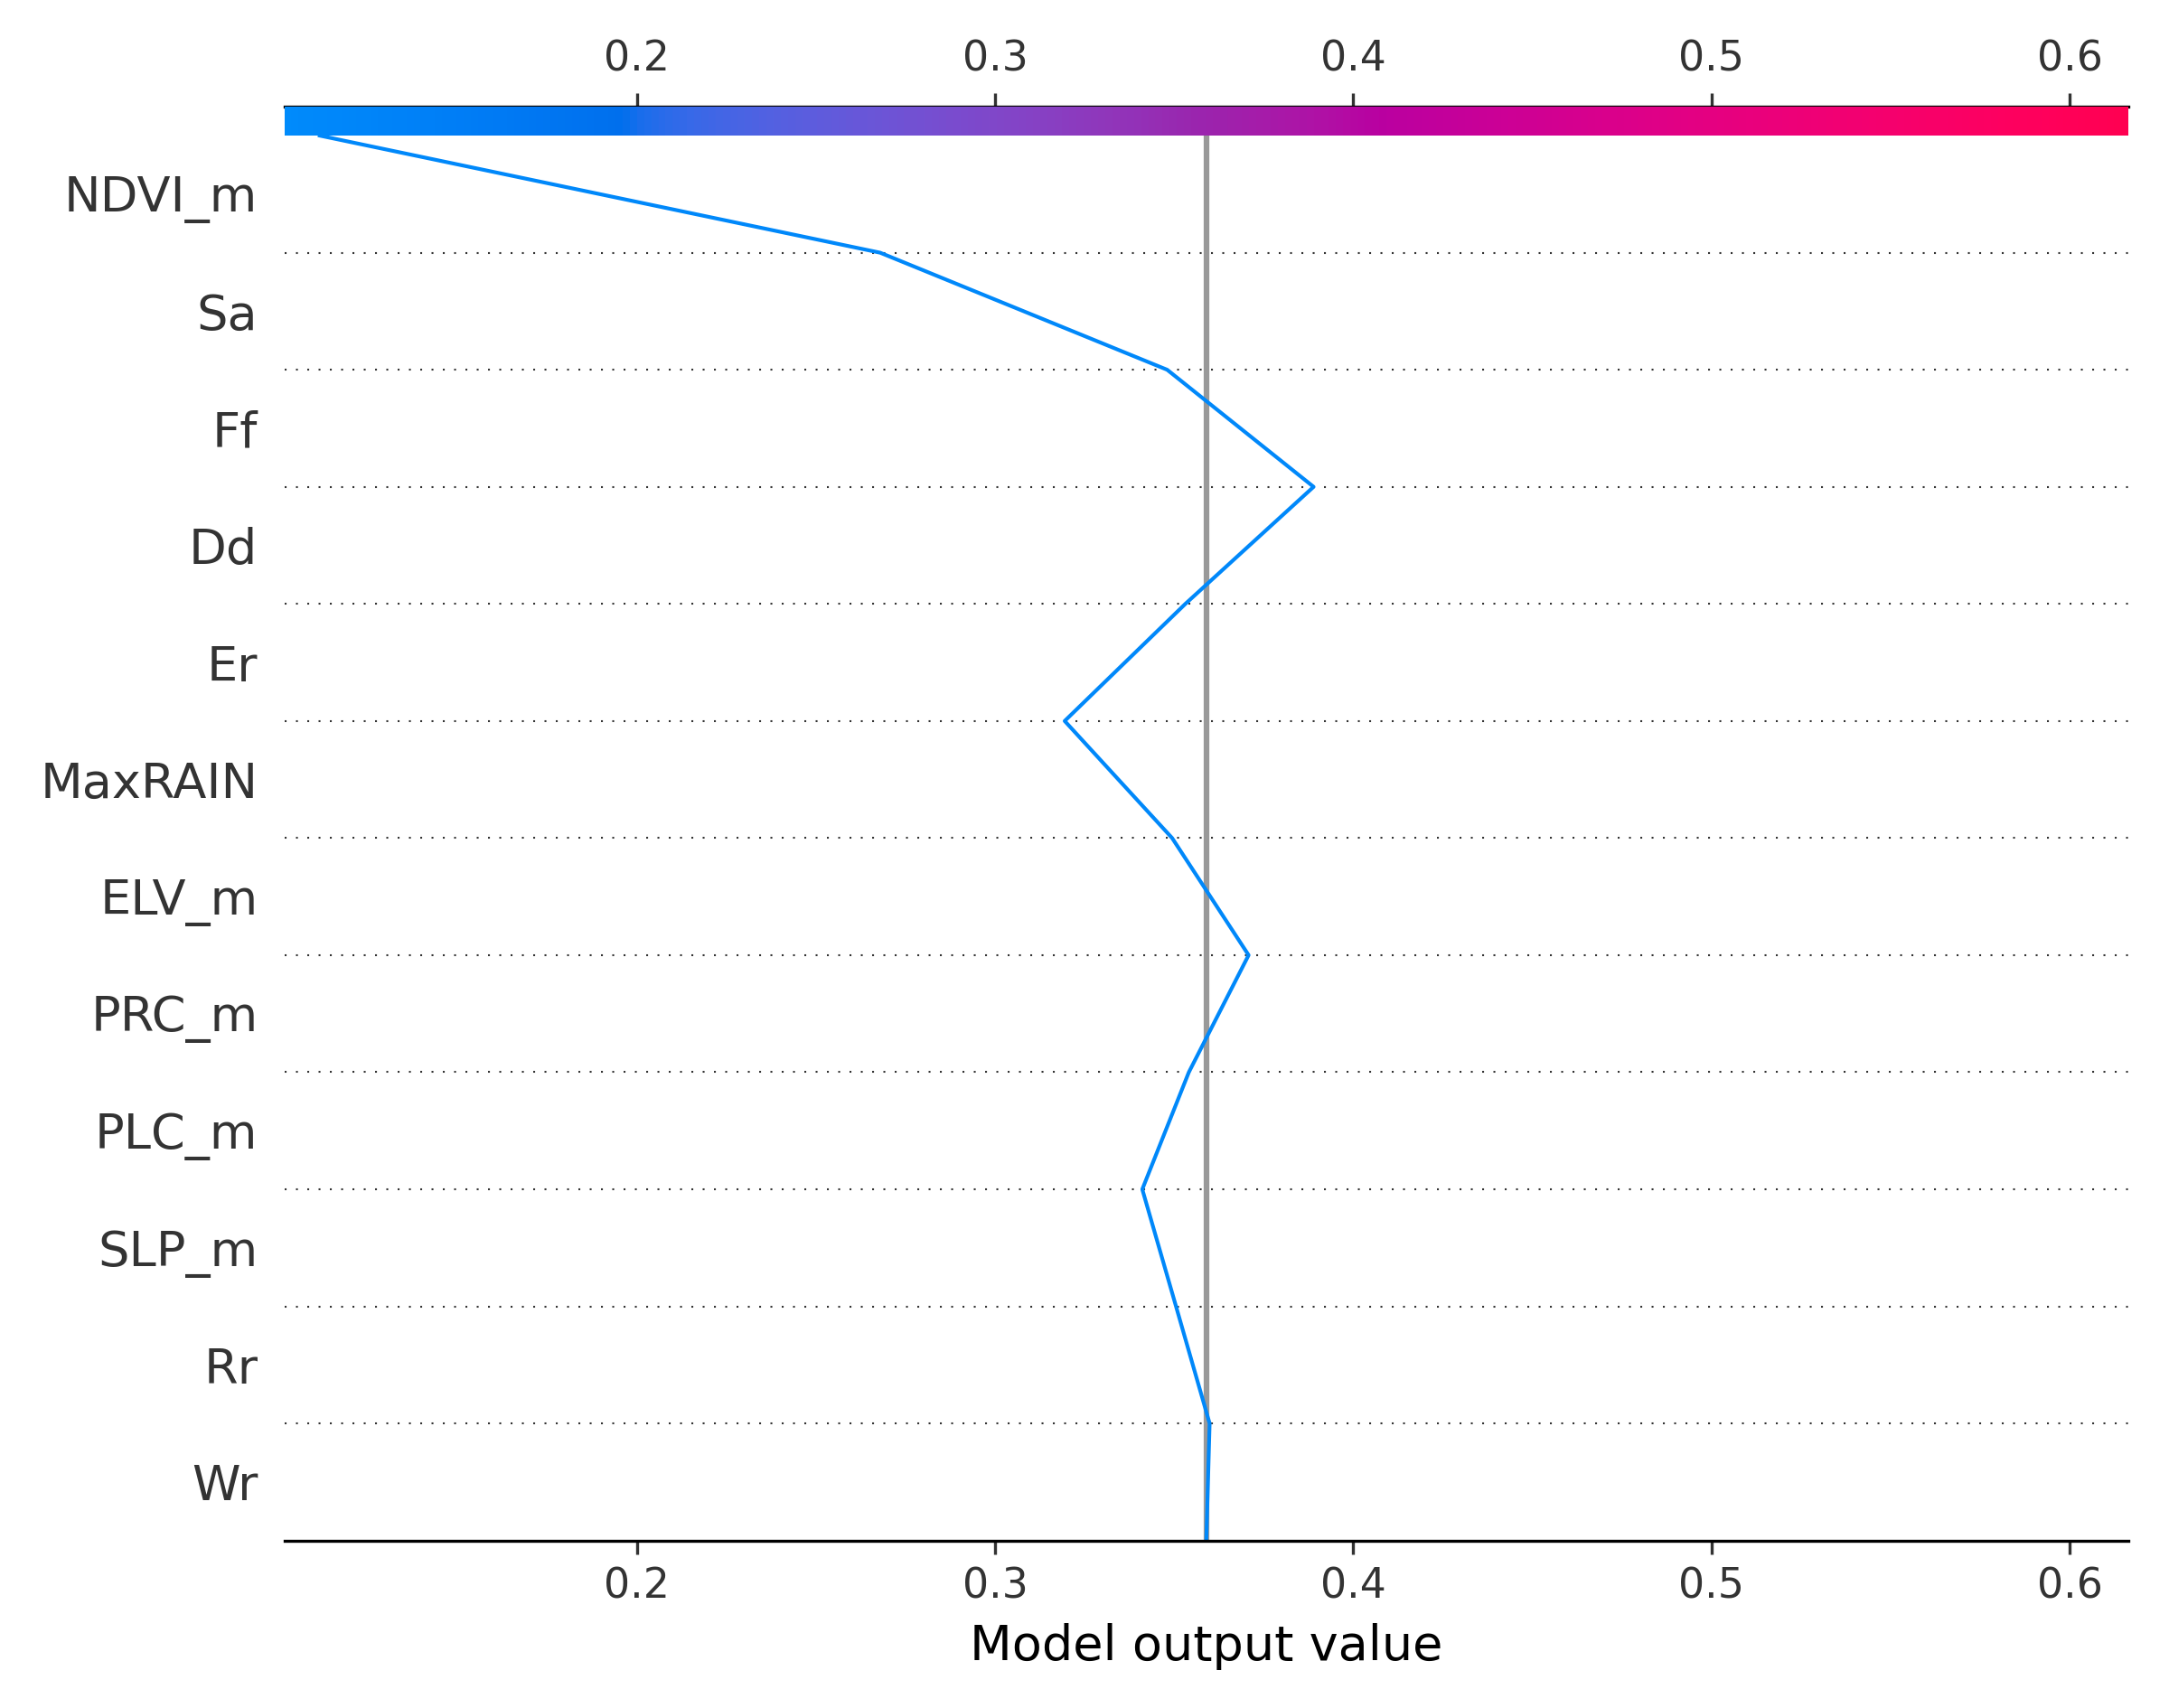 0.2 0.3 0.4 0.5 0.6
NDVI_m
Sa
Ff
Dd
Er
MaxRAIN
ELV_m
PRC_m
PLC_m
SLP_m
Rr
Wr
0.2 0.3 0.4 0.5 0.6
Model output value